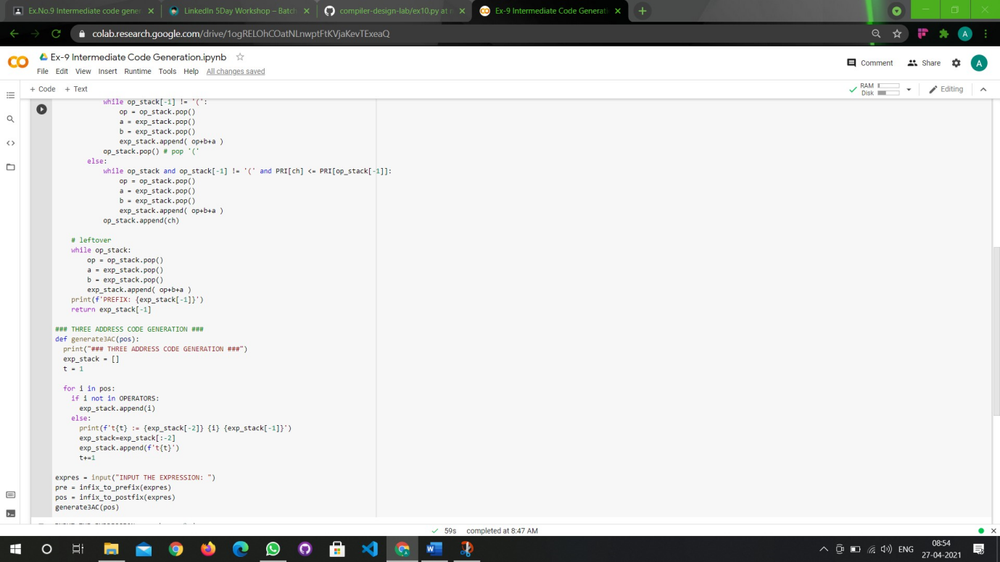 Ex.No.9 Intermediate code gener
LinkedIn 5Day Workshop – Batch
compiler-design-lab/ex10.py at
Ex-9 Intermediate Code Generati
colab.research.google.com/drive/1ogRELOhCOatNLnwptFtKVjaKevTExeaQ
A
Ex-9 Intermediate Code Generation.ipynb
File Edit View Insert Runtime Tools Help All changes saved
Comment Share A
+ Code + Text
RAM
Disk
Editing
            while op_stack[-1] != '(':
                op = op_stack.pop()
                a = exp_stack.pop()
                b = exp_stack.pop()
                exp_stack.append( op+b+a )
            op_stack.pop() # pop '('
        else:
            while op_stack and op_stack[-1] != '(' and PRI[ch] <= PRI[op_stack[-1]]:
                op = op_stack.pop()
                a = exp_stack.pop()
                b = exp_stack.pop()
                exp_stack.append( op+b+a )
            op_stack.append(ch)
    # leftover
    while op_stack:
        op = op_stack.pop()
        a = exp_stack.pop()
        b = exp_stack.pop()
        exp_stack.append( op+b+a )
    print(f'PREFIX: {exp_stack[-1]}')
    return exp_stack[-1]
### THREE ADDRESS CODE GENERATION ###
def generate3AC(pos):
  print("### THREE ADDRESS CODE GENERATION ###")
  exp_stack = []
  t = 1
  for i in pos:
    if i not in OPERATORS:
      exp_stack.append(i)
    else:
      print(f't{t} := {exp_stack[-2]} {i} {exp_stack[-1]}')
      exp_stack=exp_stack[:-2]
      exp_stack.append(f't{t}')
      t+=1
expres = input("INPUT THE EXPRESSION: ")
pre = infix_to_prefix(expres)
pos = infix_to_postfix(expres)
generate3AC(pos)
59s completed at 8:47 AM
ENG
08:54
27-04-2021